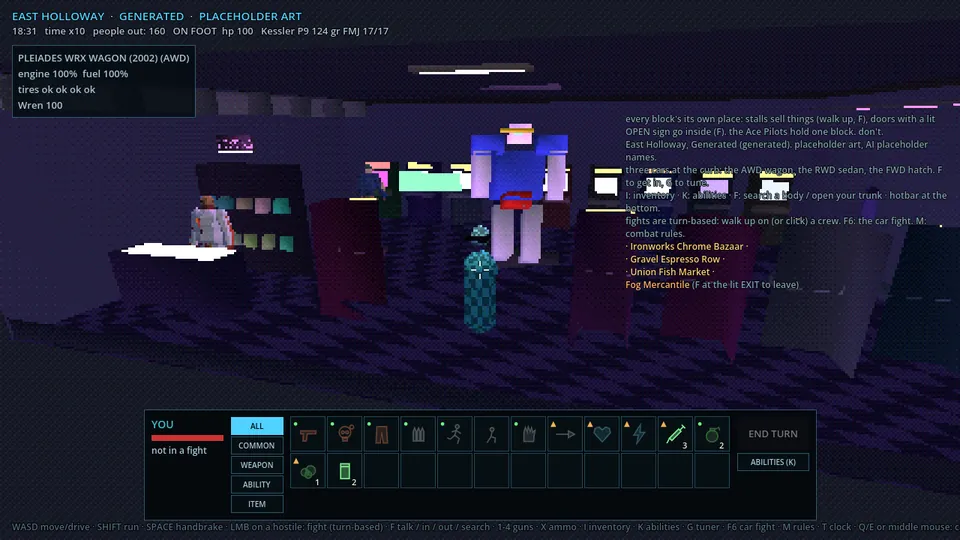 EAST HOLLOWAY · GENERATED · PLACEHOLDER ART
18:31 time x10 people out: 160 ON FOOT hp 100 Kessler P9 124 gr FMJ 17/17
PLEIADES WRX WAGON (2002) (AWD)
engine 100% fuel 100%
tires ok ok ok ok
Wren 100
every block's its own place: stalls sell things (walk up, F), doors with a lit
OPEN sign go inside (F). the Ace Pilots hold one block. don't.
East Holloway, Generated (generated). placeholder art, AI placeholder
names.
three cars at the curb: the AWD wagon, the RWD sedan, the FWD hatch. F
to get in, G to tune.
I: inventory · K: abilities · F: search a body / open your trunk · hotbar at the
bottom.
fights are turn-based: walk up on (or click) a crew. F6: the car fight. M:
combat rules.
· Ironworks Chrome Bazaar ·
· Gravel Espresso Row ·
· Union Fish Market ·
Fog Mercantile (F at the lit EXIT to leave)
YOU
not in a fight
ALL
COMMON
WEAPON
ABILITY
ITEM
3
2
1
2
END TURN
ABILITIES (K)
WASD move/drive · SHIFT run · SPACE handbrake · LMB on a hostile: fight (turn-based) · F talk / in / out / search · 1-4 guns · X ammo · I inventory · K abilities · G tuner · F6 car fight · M rules · T clock · Q/E or middle mouse: c